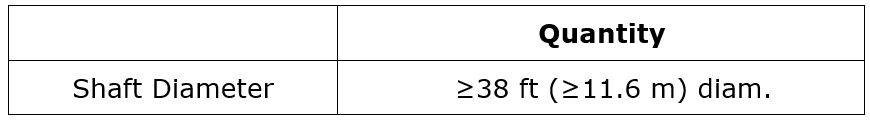 Quantity
Shaft Diameter ≥38 ft (≥11.6 m) diam.